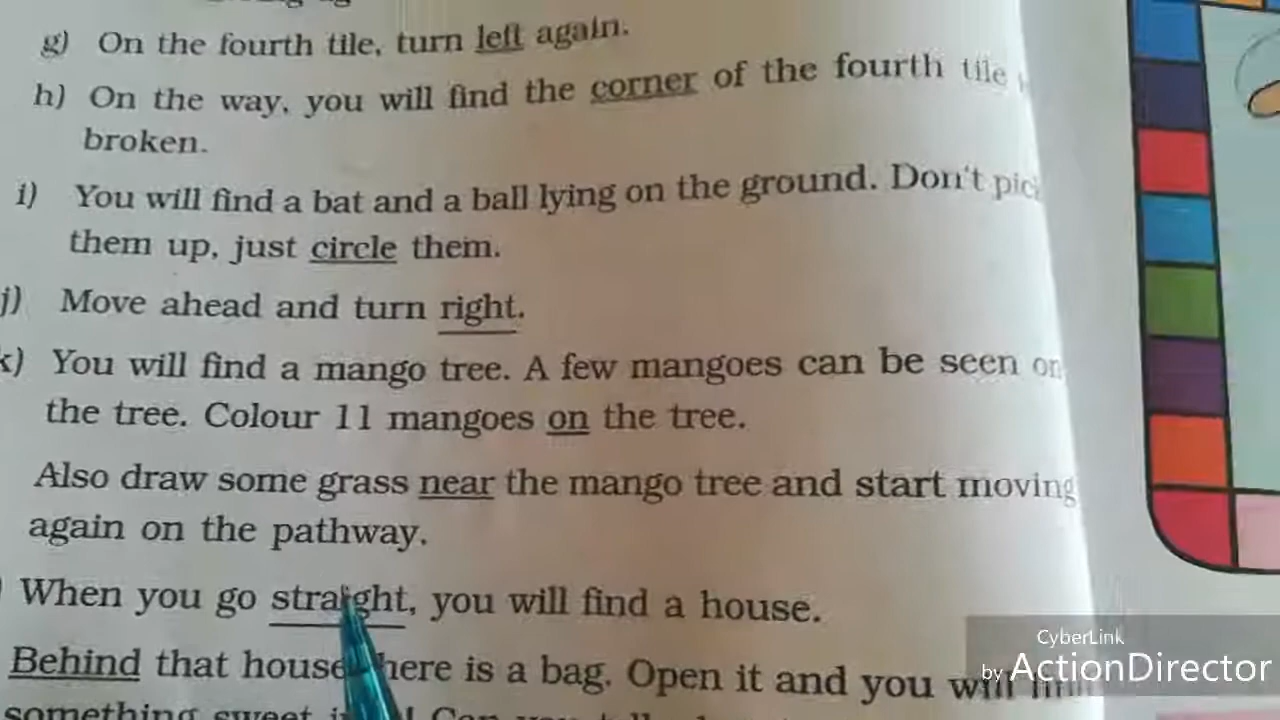 g) On the fourth tile, turn left again.
h) On the way, you will find the corner of the fourth tile
broken.
i) You will find a bat and a ball lying on the ground. Don't pic
them up, just circle them.
j) Move ahead and turn right.
k) You will find a mango tree. A few mangoes can be seen on
the tree. Colour 11 mangoes on the tree.
Also draw some grass near the mango tree and start moving
again on the pathway.
When you go straight, you will find a house.
Behind that house here is a bag. Open it and you will
something sweet
CyberLink
by ActionDirector